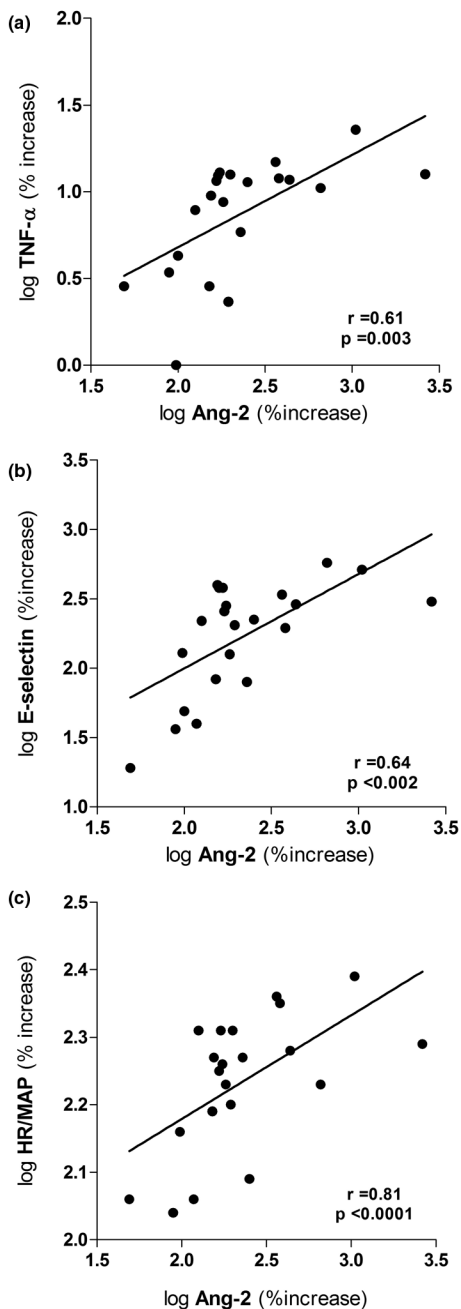 (a)
2.0
1.5
1.0
0.5
0.0
log TNF-α (% increase)
r =0.61
p =0.003
1.5 2.0 2.5 3.0 3.5
log Ang-2 (%increase)
(b)
3.5
3.0
2.5
2.0
1.5
1.0
log E-selectin (%increase)
r =0.64
p <0.002
1.5 2.0 2.5 3.0 3.5
log Ang-2 (%increase)
(c)
2.5
2.4
2.3
2.2
2.1
2.0
log HR/MAP (% increase)
r =0.81
p <0.0001
1.5 2.0 2.5 3.0 3.5
log Ang-2 (%increase)